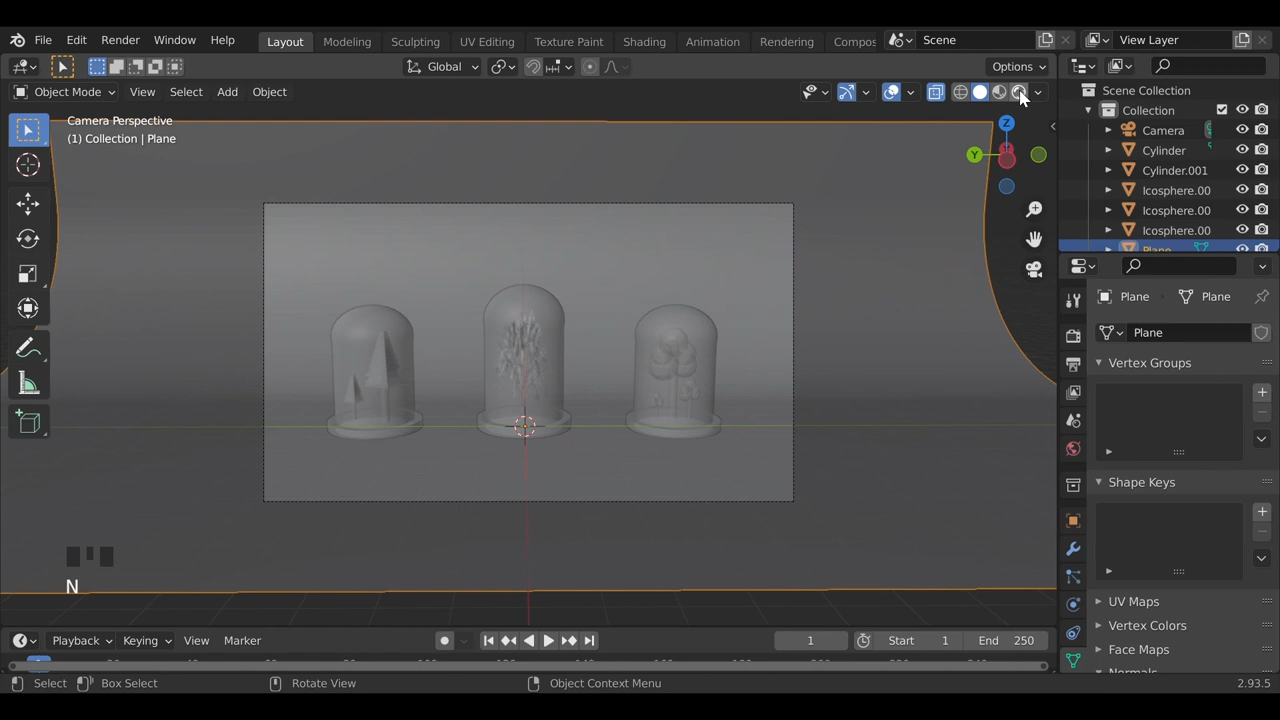 File Edit Render Window Help Layout Modeling Sculpting UV Editing Texture Paint Shading Animation Rendering Compos Scene View Layer
Global Options
Object Mode View Select Add Object
Camera Perspective
(1) Collection | Plane
Z
Y
N
Scene Collection
Collection
Camera
Cylinder
Cylinder.001
Icosphere.00
Icosphere.00
Icosphere.00
Plane
Plane Plane
Plane
Vertex Groups
Shape Keys
UV Maps
Vertex Colors
Face Maps
Normals
Playback Keying View Marker 1 Start 1 End 250
Select Box Select Rotate View Object Context Menu 2.93.5